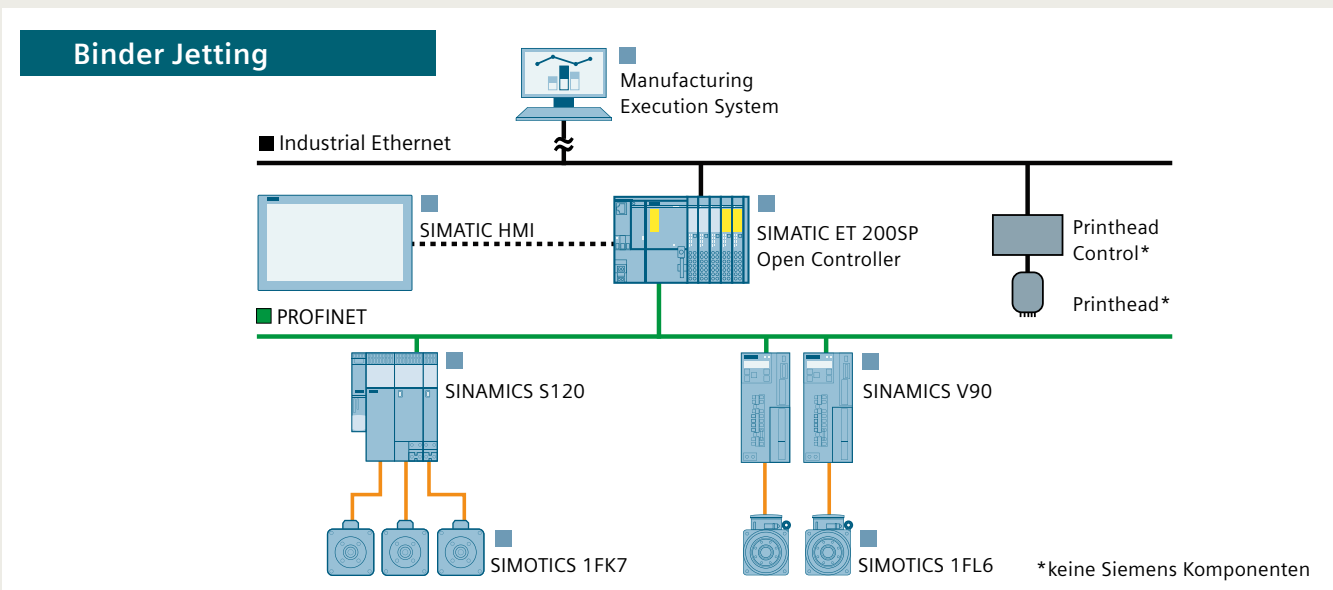 Binder Jetting
Manufacturing
Execution System
Industrial Ethernet
SIMATIC HMI
SIMATIC ET 200SP
Open Controller
Printhead
Control*
Printhead*
PROFINET
SINAMICS S120
SINAMICS V90
SIMOTICS 1FK7
SIMOTICS 1FL6
*keine Siemens Komponenten